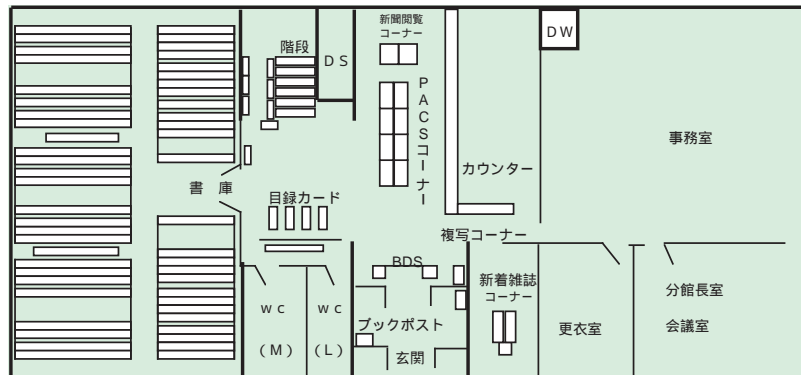 新聞閲覧
コーナー
階段
ＤＳ
DW
ＰＡＣＳコーナー
事務室
カウンター
書　庫
目録カード
複写コーナー
BDS
新着雑誌
コーナー
分館長室
会議室
ｗｃ
（Ｍ）
ｗｃ
（Ｌ）
ブックポスト
玄関
更衣室